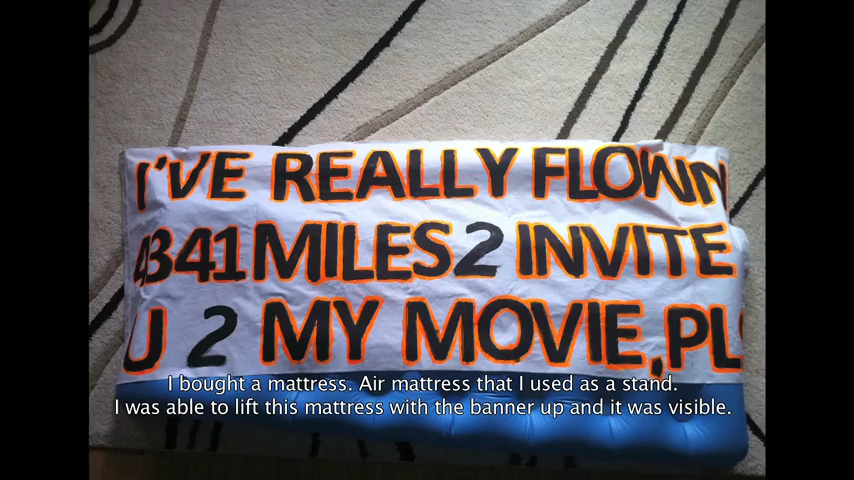 I'VE REALLY FLOWN
4341 MILES 2 INVITE
U 2 MY MOVIE, PLS
I bought a mattress. Air mattress that I used as a stand.
I was able to lift this mattress with the banner up and it was visible.